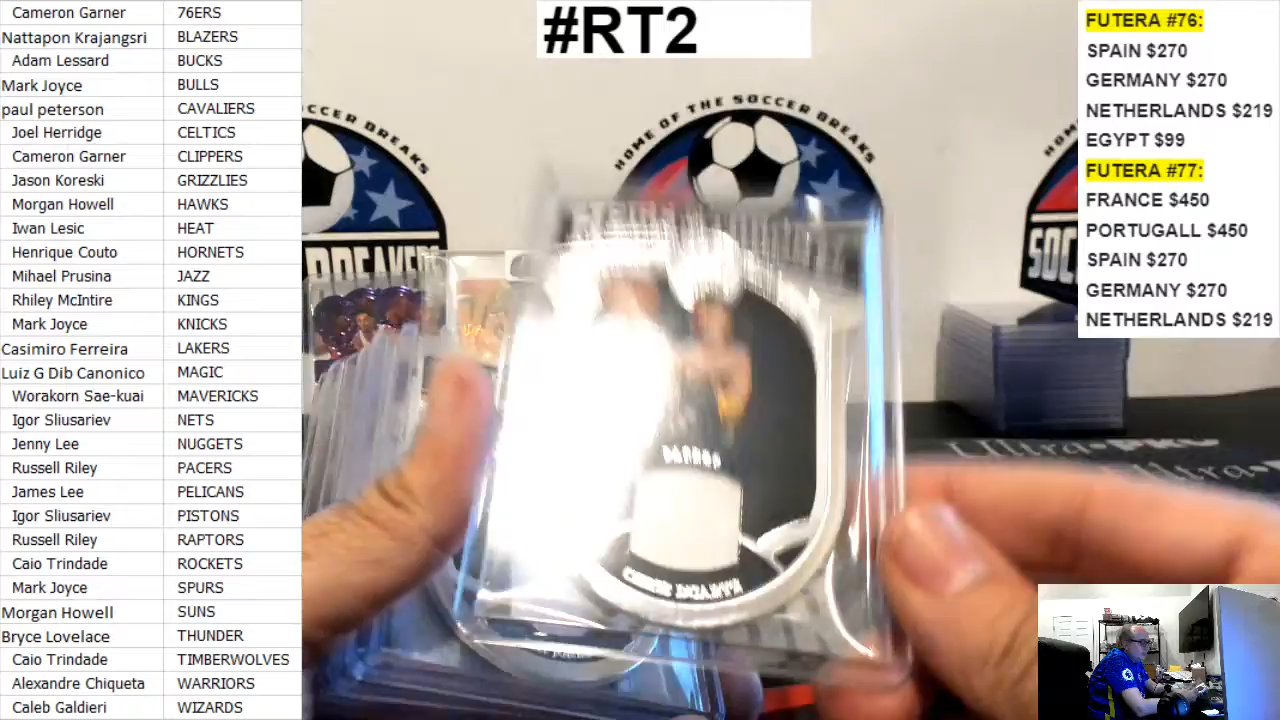 #RT2
Cameron Garner 76ERS
Nattapon Krajangsri BLAZERS
Adam Lessard BUCKS
Mark Joyce BULLS
paul peterson CAVALIERS
Joel Herridge CELTICS
Cameron Garner CLIPPERS
Jason Koreski GRIZZLIES
Morgan Howell HAWKS
Iwan Lesic HEAT
Henrique Couto HORNETS
Mihael Prusina JAZZ
Rhiley McIntire KINGS
Mark Joyce KNICKS
Casimiro Ferreira LAKERS
Luiz G Dib Canonico MAGIC
Worakorn Sae-kuai MAVERICKS
Igor Sliusariev NETS
Jenny Lee NUGGETS
Russell Riley PACERS
James Lee PELICANS
Igor Sliusariev PISTONS
Russell Riley RAPTORS
Caio Trindade ROCKETS
Mark Joyce SPURS
Morgan Howell SUNS
Bryce Lovelace THUNDER
Caio Trindade TIMBERWOLVES
Alexandre Chiqueta WARRIORS
Caleb Galdieri WIZARDS
FUTERA #76:
SPAIN $270
GERMANY $270
NETHERLANDS $219
EGYPT $99
FUTERA #77:
FRANCE $450
PORTUGALL $450
SPAIN $270
GERMANY $270
NETHERLANDS $219
HOME OF THE SOCCER BREAKS
Ultra PRO